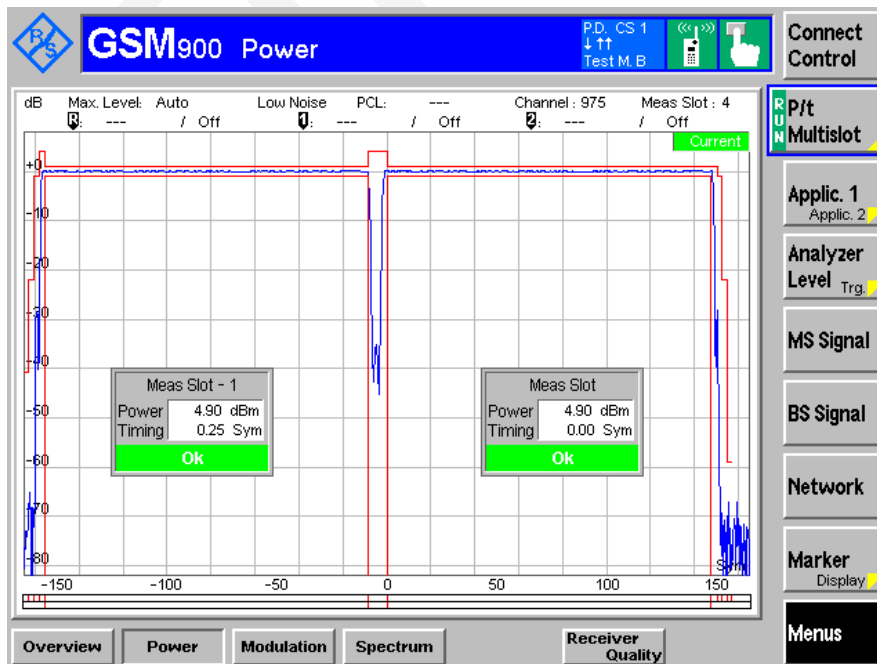 R&S
GSM900 Power
P.D. CS 1
↓ ↑↑
Test M. B
Connect
Control
dB Max. Level: Auto Low Noise PCL: --- Channel : 975 Meas Slot : 4
R: --- / Off 1: --- / Off 2: --- / Off
Current
RUN
P/t
Multislot
+0
-10
-20
-30
-40
-50
-60
-70
-80
Meas Slot - 1
Power 4.90 dBm
Timing 0.25 Sym
Ok
Meas Slot
Power 4.90 dBm
Timing 0.00 Sym
Ok
Sym
-150 -100 -50 0 50 100 150
Applic. 1
Applic. 2
Analyzer
Level Trg.
MS Signal
BS Signal
Network
Marker
Display
Menus
Overview Power Modulation Spectrum Receiver
Quality